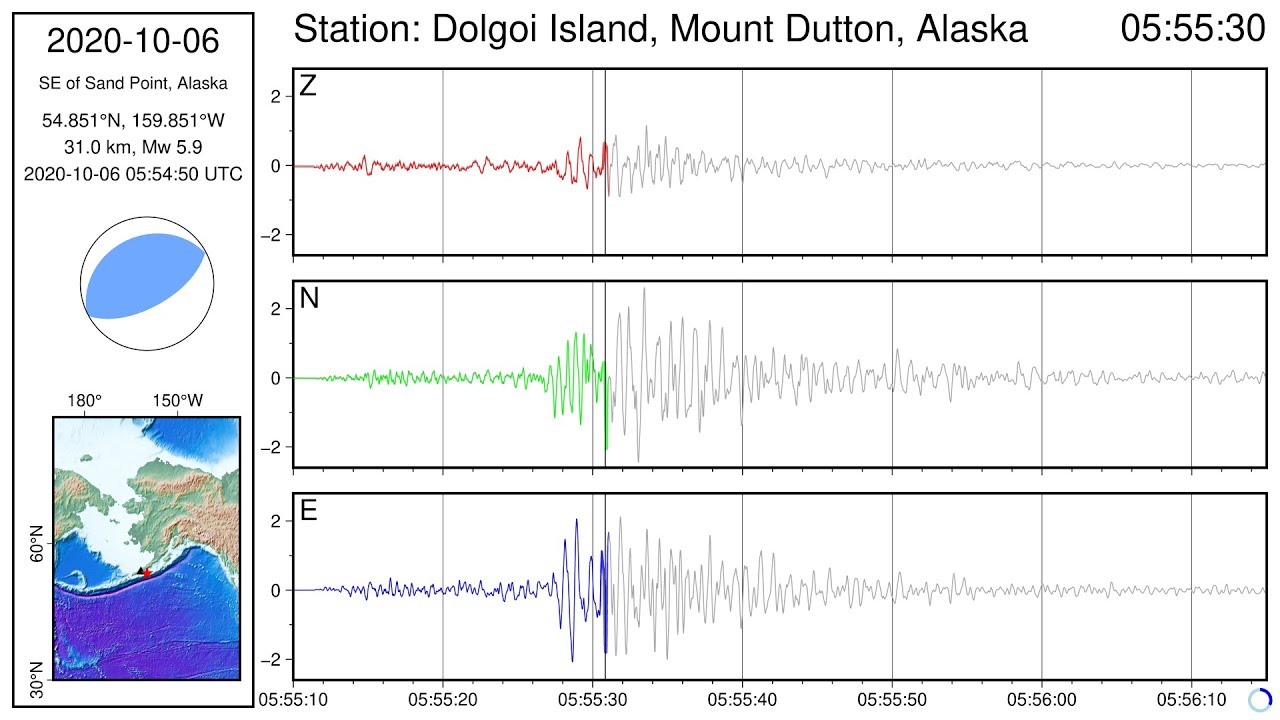 2020-10-06
SE of Sand Point, Alaska
54.851°N, 159.851°W
31.0 km, Mw 5.9
2020-10-06 05:54:50 UTC
180° 150°W
60°N
30°N
Station: Dolgoi Island, Mount Dutton, Alaska 05:55:30
Z
2
0
−2
N
2
0
−2
E
2
0
−2
05:55:10 05:55:20 05:55:30 05:55:40 05:55:50 05:56:00 05:56:10